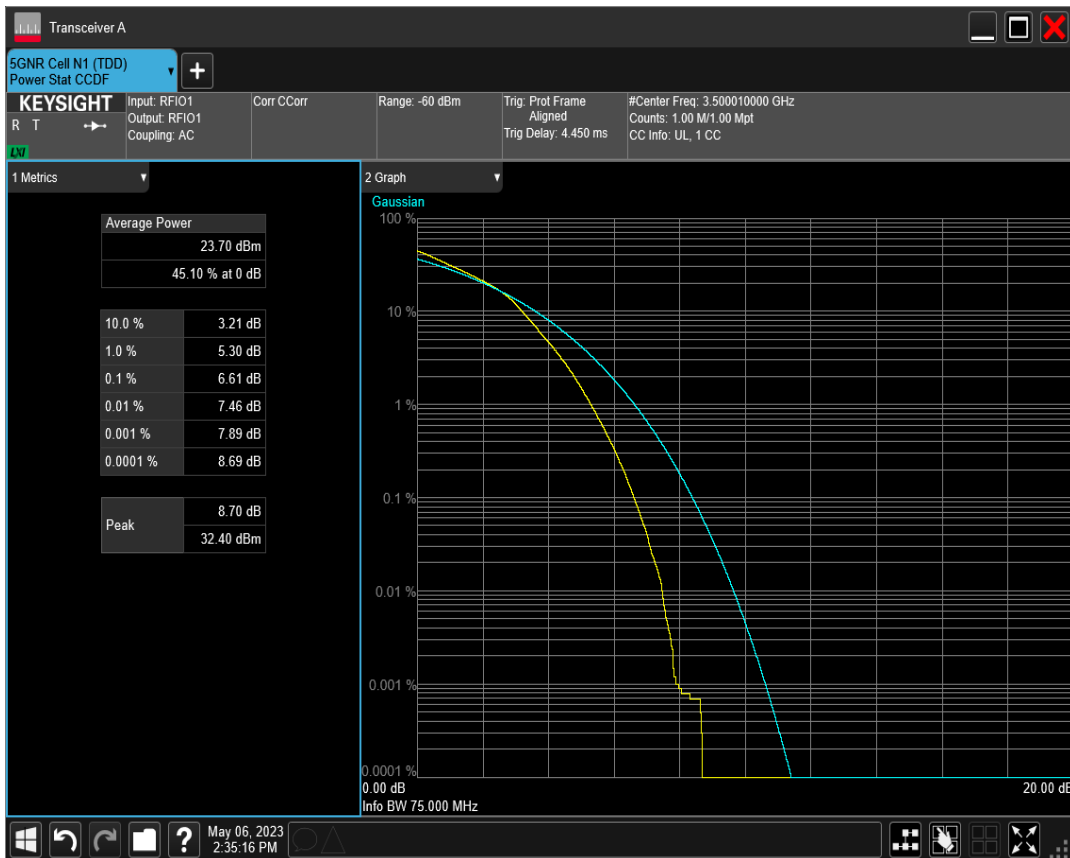 Transceiver A
5GNR Cell N1 (TDD)
Power Stat CCDF
KEYSIGHT
R T
LXI
Input: RFIO1
Output: RFIO1
Coupling: AC
Corr CCorr
Range: -60 dBm
Trig: Prot Frame
Aligned
Trig Delay: 4.450 ms
#Center Freq: 3.500010000 GHz
Counts: 1.00 M/1.00 Mpt
CC Info: UL, 1 CC
1 Metrics
Average Power
23.70 dBm
45.10 % at 0 dB
10.0 % 3.21 dB
1.0 % 5.30 dB
0.1 % 6.61 dB
0.01 % 7.46 dB
0.001 % 7.89 dB
0.0001 % 8.69 dB
Peak
8.70 dB
32.40 dBm
2 Graph
Gaussian
100 %
10 %
1 %
0.1 %
0.01 %
0.001 %
0.0001 %
0.00 dB 20.00 dB
Info BW 75.000 MHz
?
May 06, 2023
2:35:16 PM